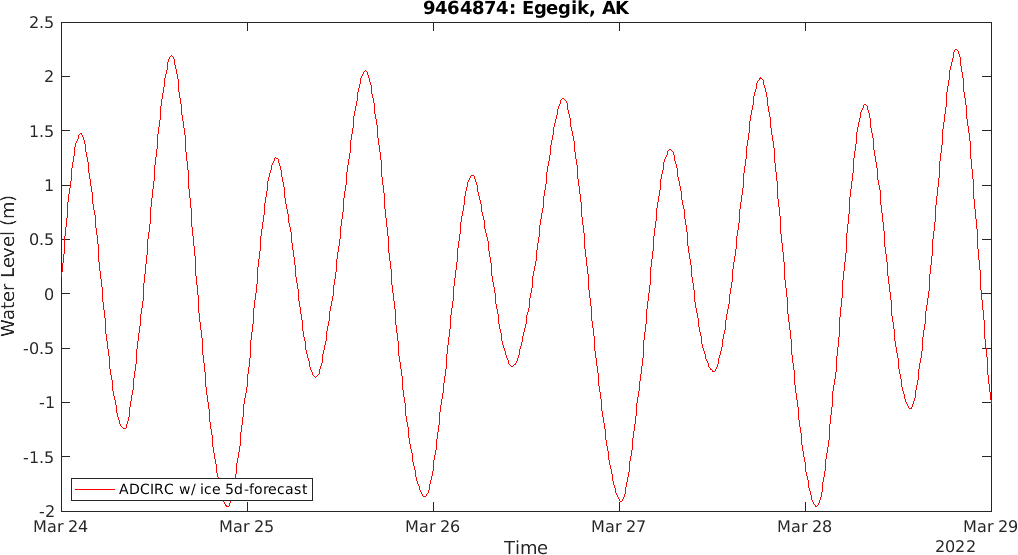 9464874: Egegik, AK
Water Level (m)
2.5
2
1.5
1
0.5
0
-0.5
-1
-1.5
-2
ADCIRC w/ ice 5d-forecast
Mar 24 Mar 25 Mar 26 Mar 27 Mar 28 Mar 29
Time
2022